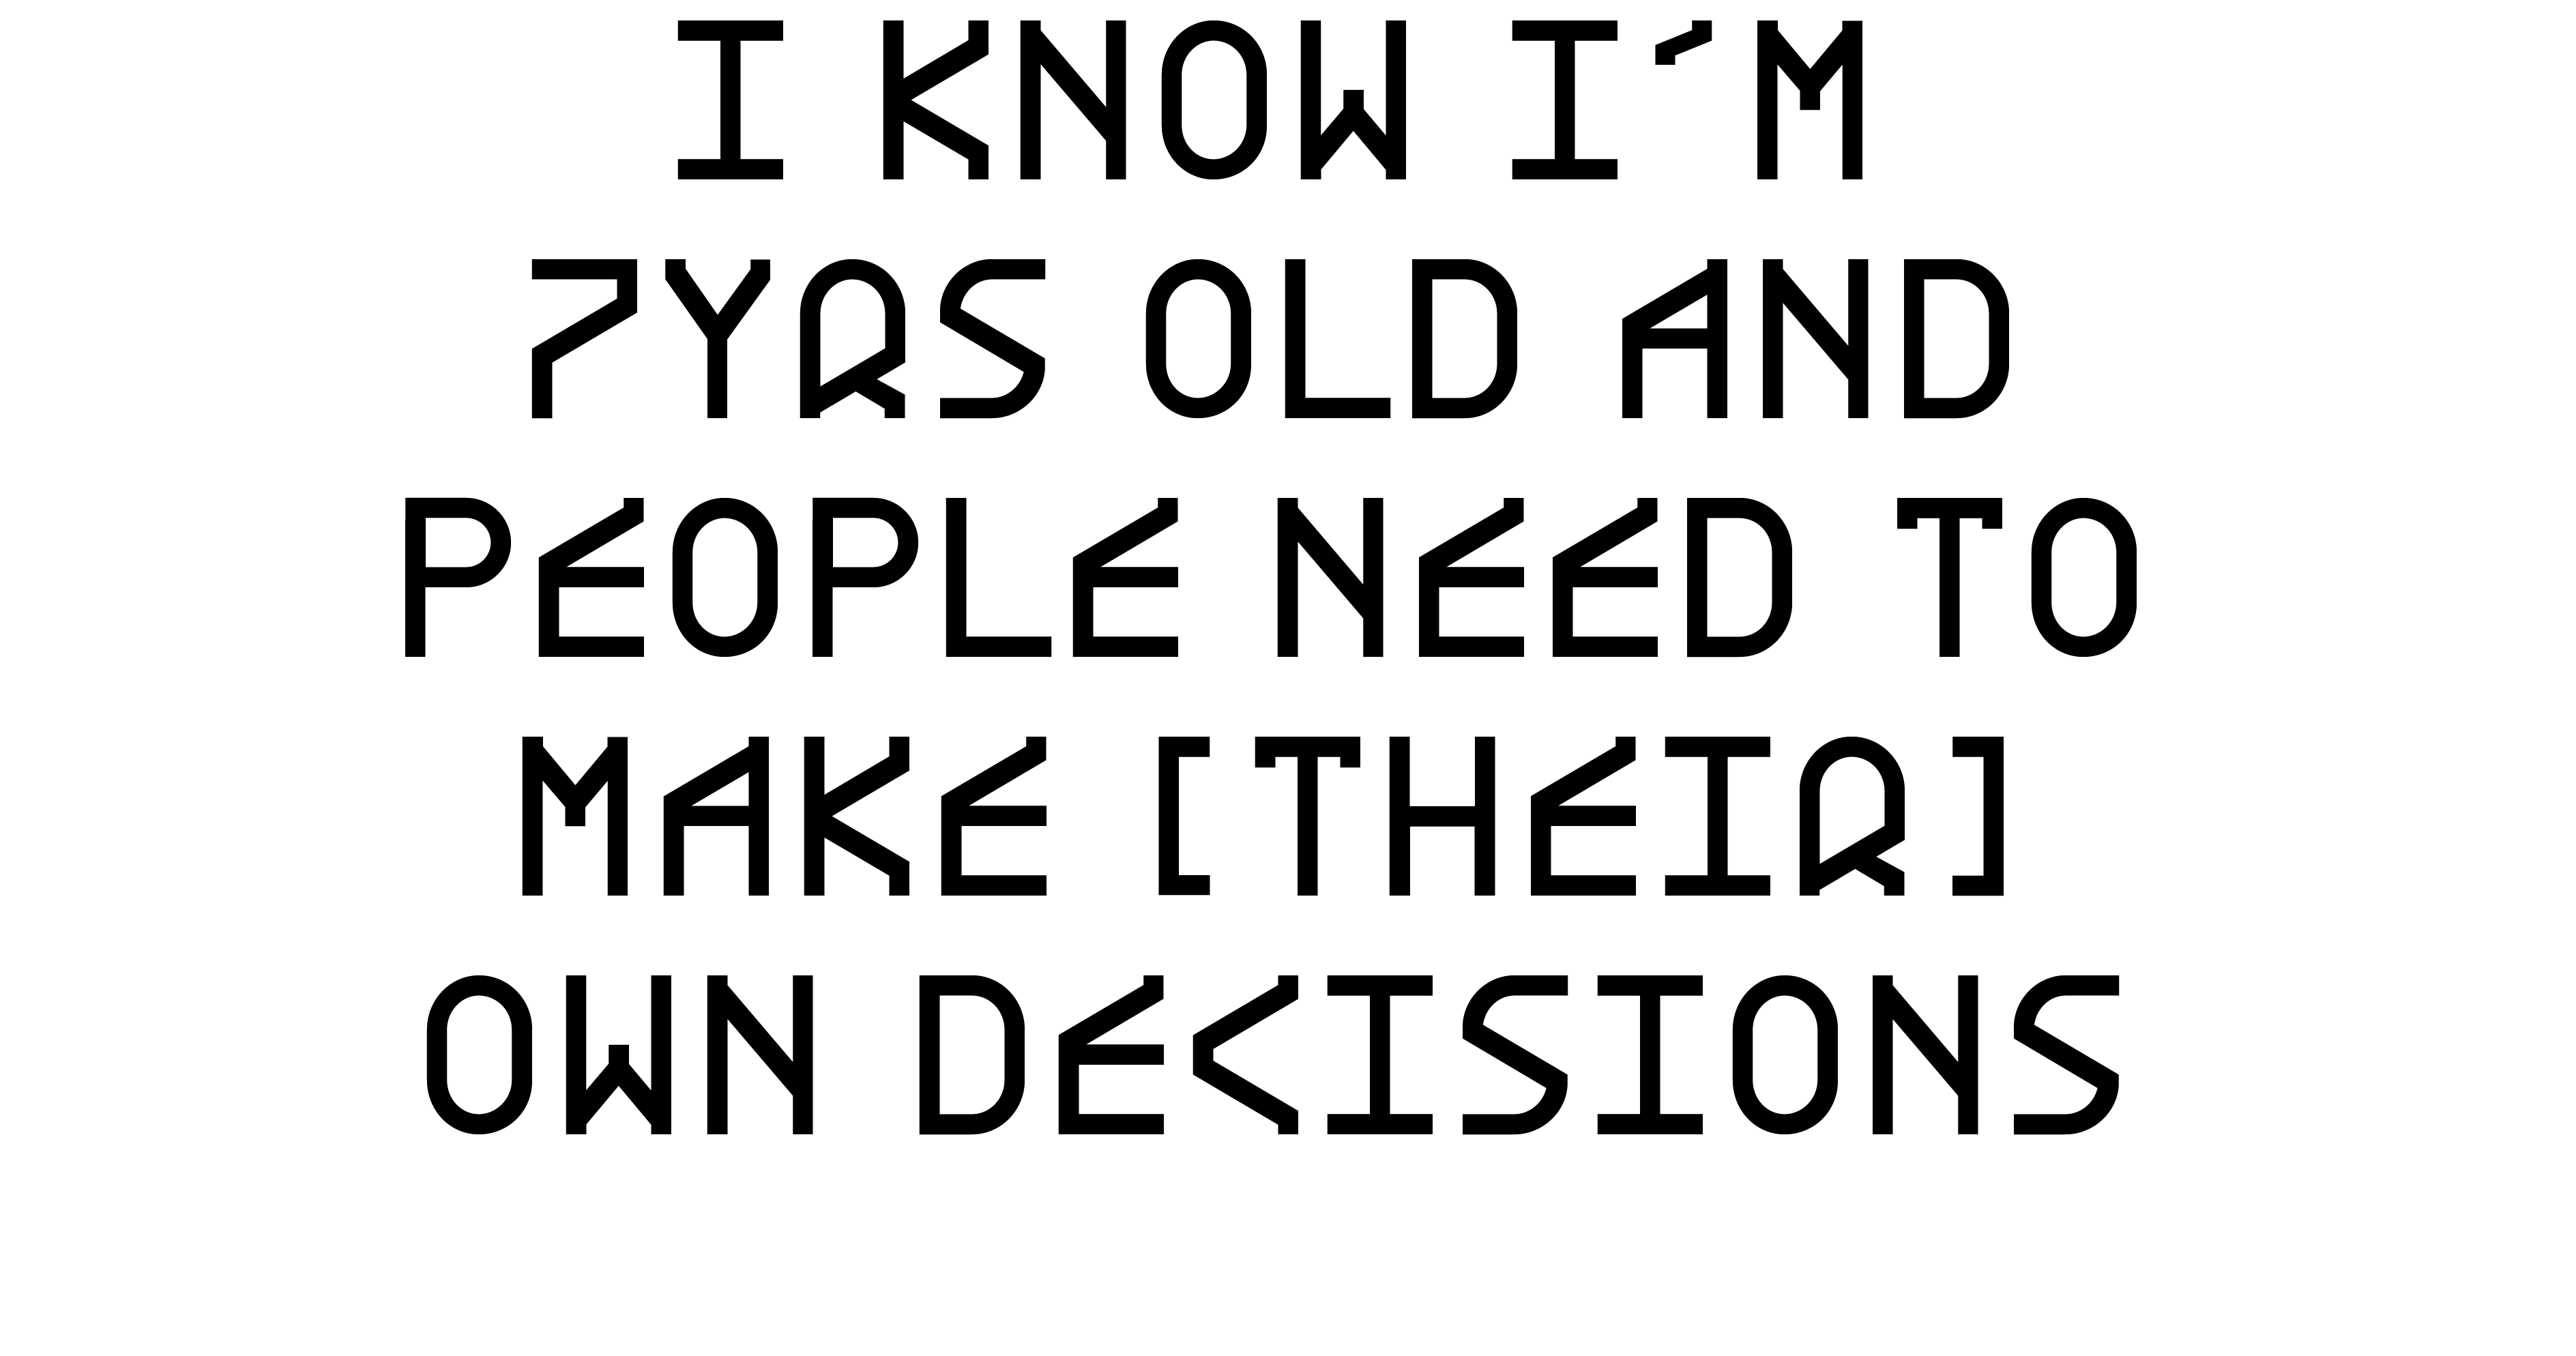 I KNOW I´M
7YRS OLD AND
PEOPLE NEED TO
MAKE [THEIR]
OWN DECISIONS